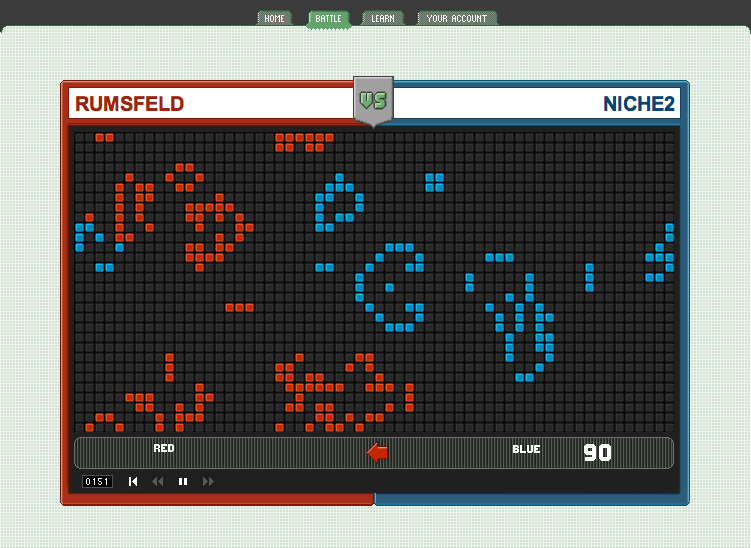 HOME BATTLE LEARN YOUR ACCOUNT
RUMSFELD VS NICHE2
RED BLUE 90
0151